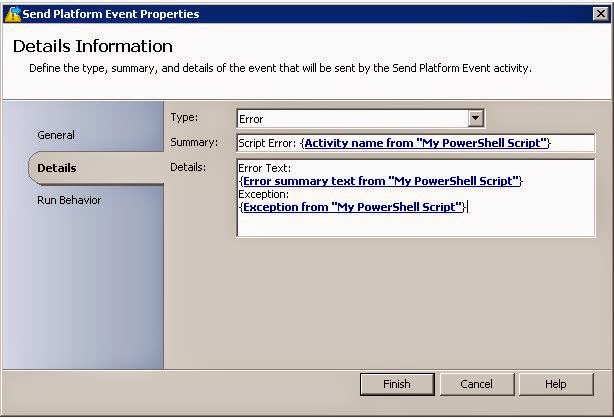 Send Platform Event Properties
Details Information
Define the type, summary, and details of the event that will be sent by the Send Platform Event activity.
General
Details
Run Behavior
Type:
Error
Summary:
Script Error: {Activity name from "My PowerShell Script"}
Details:
Error Text:
{Error summary text from "My PowerShell Script"}
Exception:
{Exception from "My PowerShell Script"}
Finish
Cancel
Help